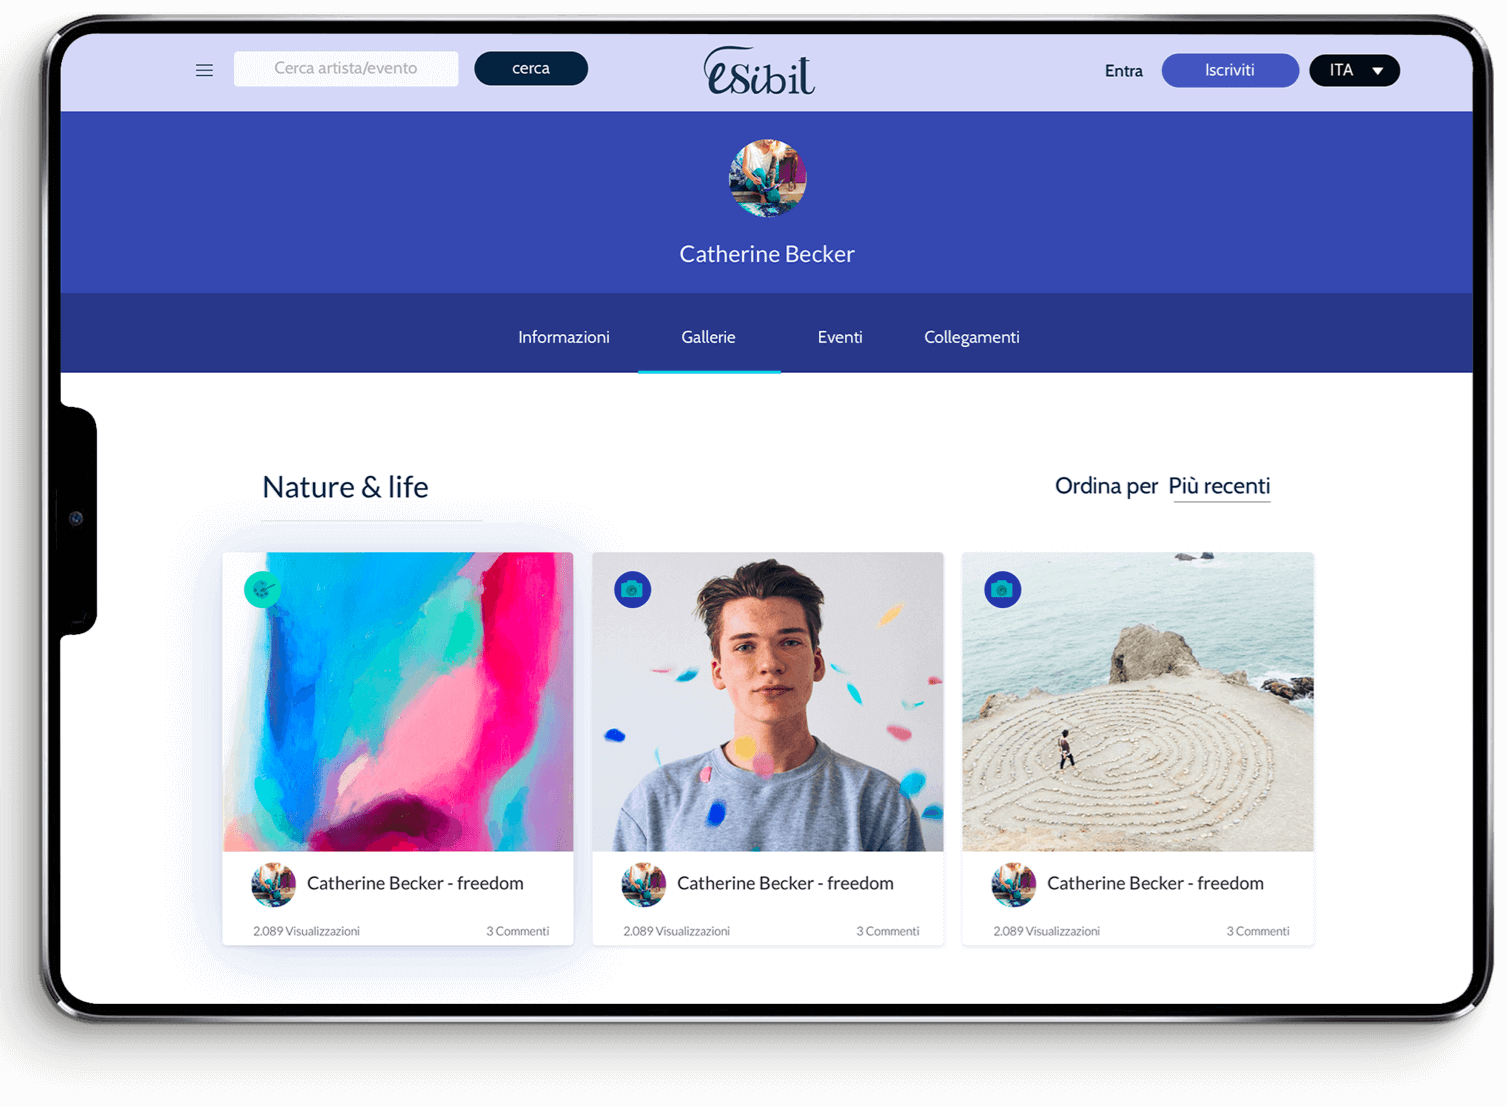 Cerca artista/evento
cerca
esibit
Entra
Iscriviti
ITA
Catherine Becker
Informazioni
Gallerie
Eventi
Collegamenti
Nature & life
Ordina per Più recenti
Catherine Becker - freedom
2.089 Visualizzazioni
3 Commenti
Catherine Becker - freedom
2.089 Visualizzazioni
3 Commenti
Catherine Becker - freedom
2.089 Visualizzazioni
3 Commenti